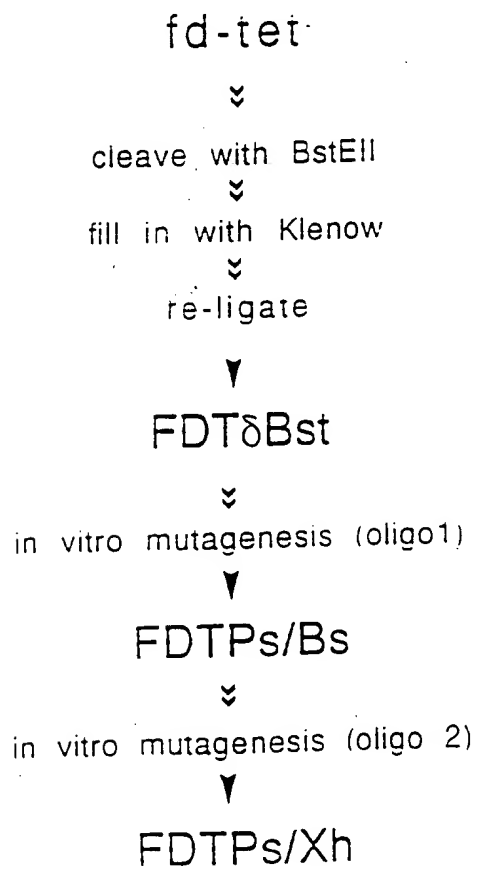 fd-tet
cleave with BstEII
fill in with Klenow
re-ligate
FDTδBst
in vitro mutagenesis (oligo1)
FDTPs/Bs
in vitro mutagenesis (oligo 2)
FDTPs/Xh